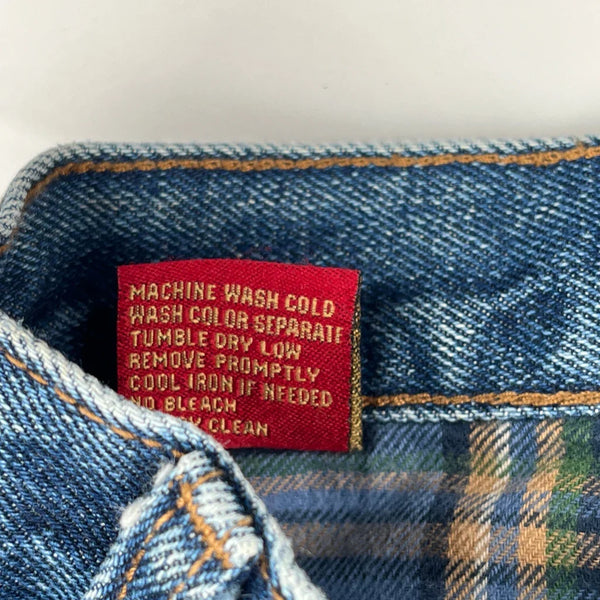 MACHINE WASH COLD
WASH COLOR SEPARATE
TUMBLE DRY LOW
REMOVE PROMPTLY
COOL IRON IF NEEDED
NO BLEACH
CLEAN